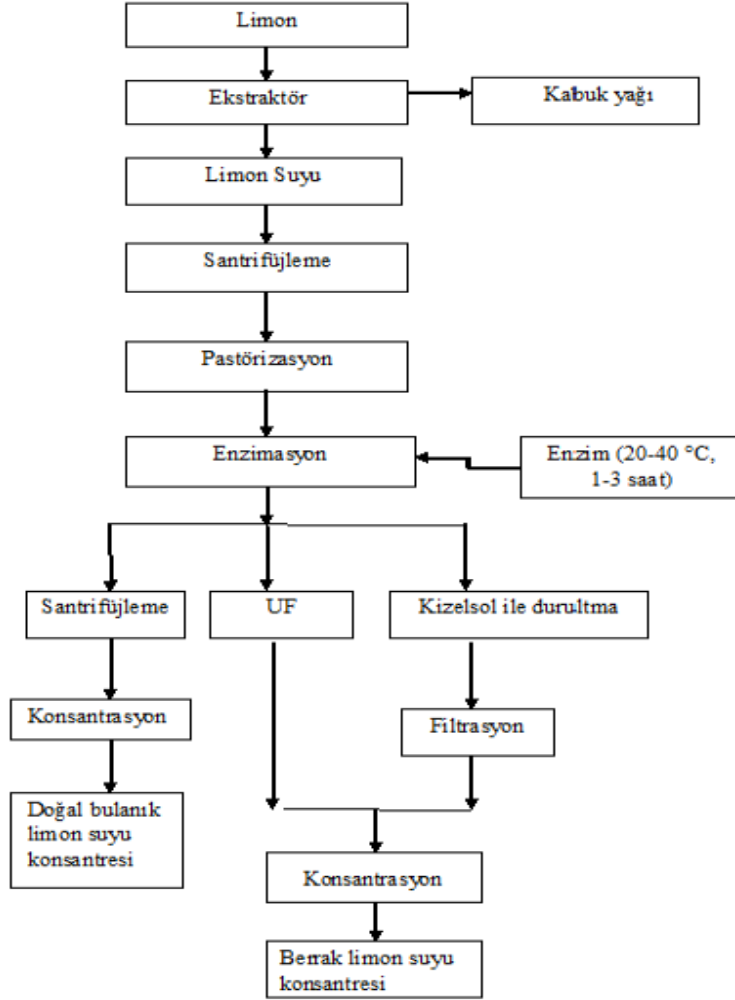 Limon
Ekstraktör
Kabuk yağı
Limon Suyu
Santrifüjleme
Pastörizasyon
Enzimasyon
Enzim (20-40 °C,
1-3 saat)
Santrifüjleme
UF
Kizelsol ile durultma
Konsantrasyon
Filtrasyon
Doğal bulanık
limon suyu
konsantresi
Konsantrasyon
Berrak limon suyu
konsantresi